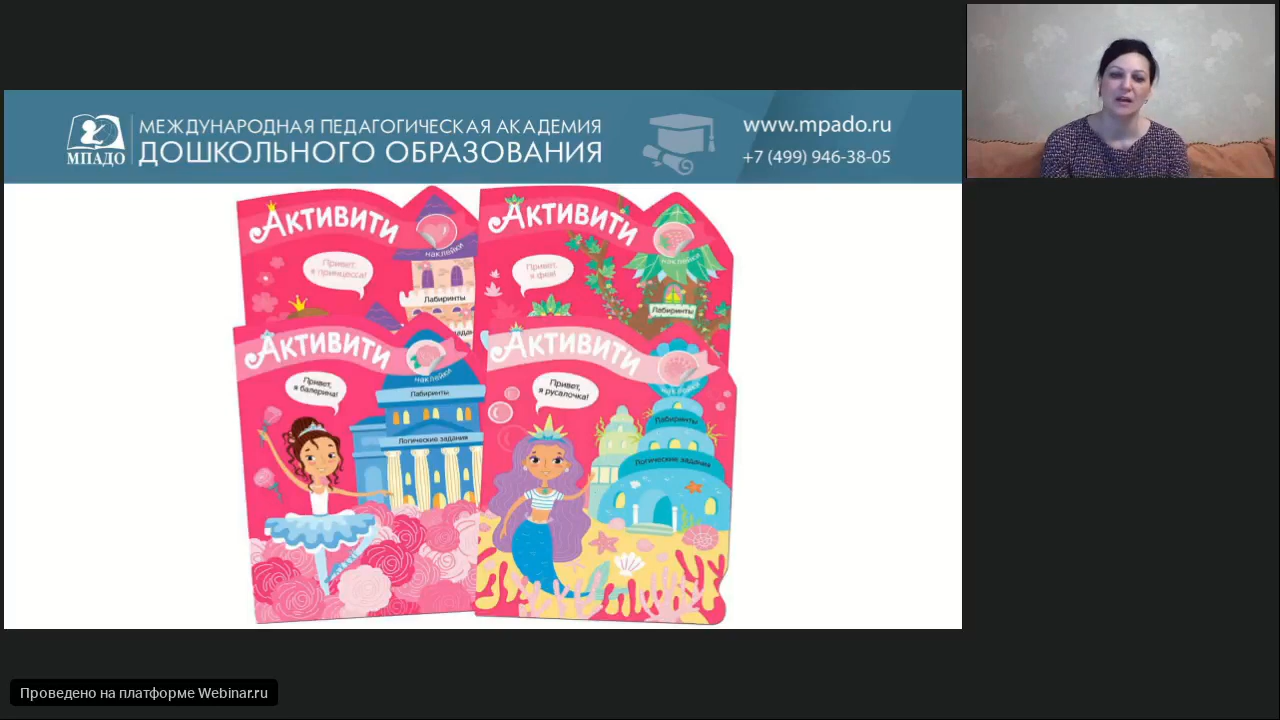 МПАДО
МЕЖДУНАРОДНАЯ ПЕДАГОГИЧЕСКАЯ АКАДЕМИЯ
ДОШКОЛЬНОГО ОБРАЗОВАНИЯ
www.mpado.ru
+7 (499) 946-38-05
АКТИВИТИ
наклейки
Привет,
я принцесса!
Лабиринты
АКТИВИТИ
наклейки
Привет,
я фея!
Лабиринты
АКТИВИТИ
наклейки
Привет,
я балерина!
Лабиринты
Логические задания
АКТИВИТИ
наклейки
Привет,
я русалочка!
Лабиринты
Логические задания
Проведено на платформе Webinar.ru